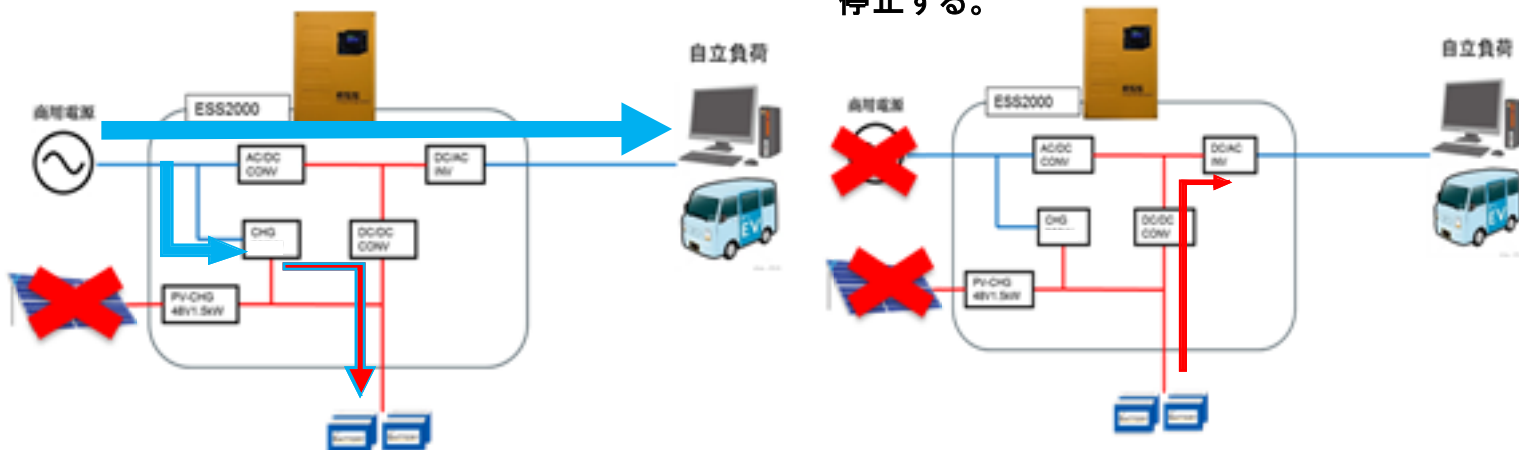 停止する。
自立負荷
商用電源
ESS2000
AC/DC
CONV
DC/AC
INV
CHG
DC/DC
CONV
PV-CHG
48V1.5kW
EV
自立負荷
商用電源
ESS2000
AC/DC
CONV
DC/AC
INV
CHG
DC/DC
CONV
PV-CHG
48V1.5kW
EV